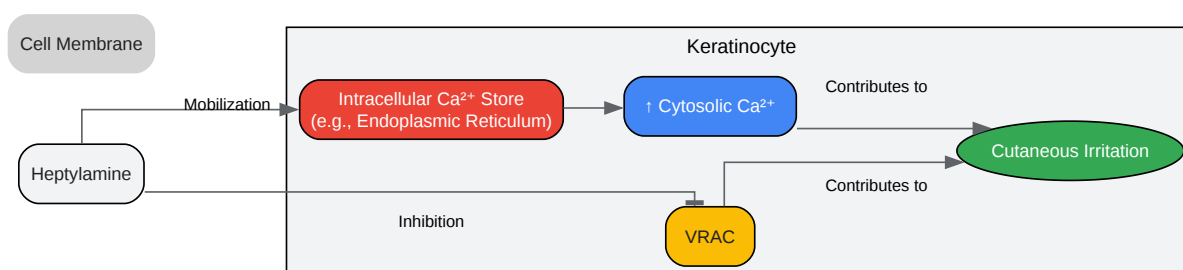 Cell Membrane
Keratinocyte
Mobilization
Intracellular Ca²⁺ Store
(e.g., Endoplasmic Reticulum)
↑ Cytosolic Ca²⁺
Contributes to
Cutaneous Irritation
Heptylamine
Contributes to
Inhibition
VRAC